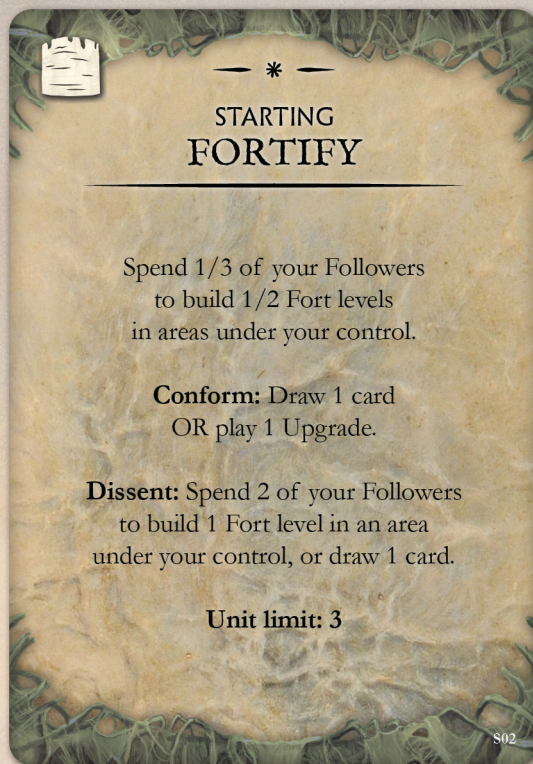 STARTING
FORTIFY
Spend 1/3 of your Followers
to build 1/2 Fort levels
in areas under your control.
Conform: Draw 1 card
OR play 1 Upgrade.
Dissent: Spend 2 of your Followers
to build 1 Fort level in an area
under your control, or draw 1 card.
Unit limit: 3
S02